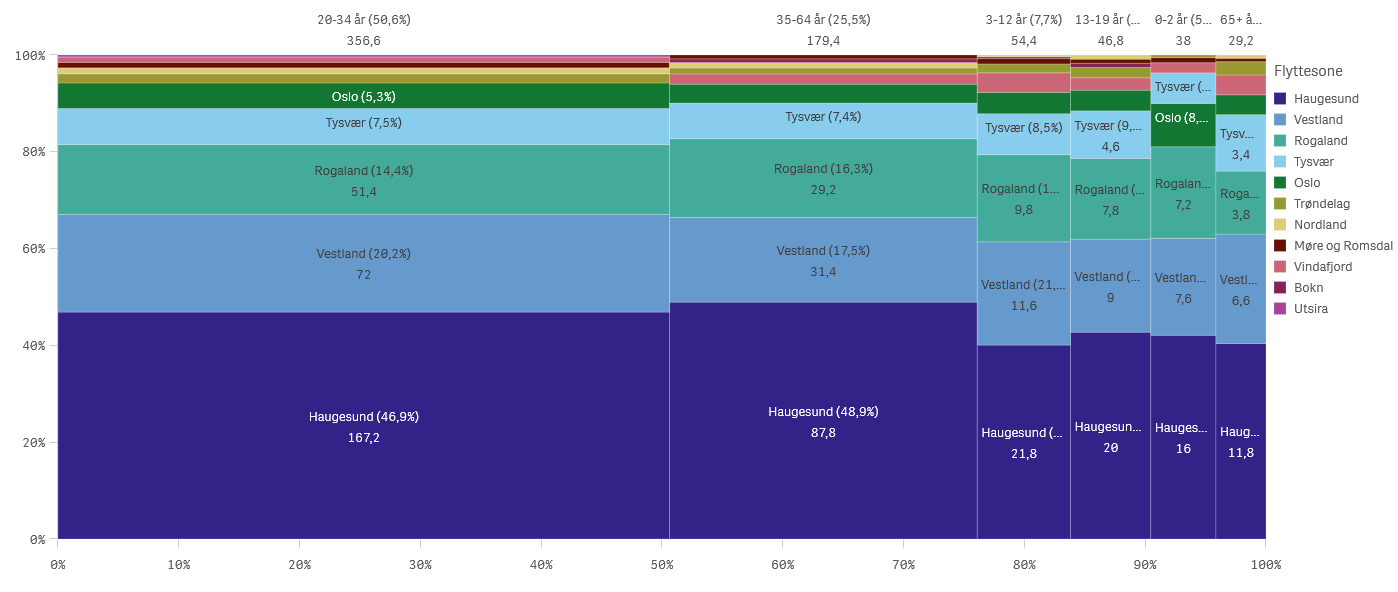 20-34 år (50,6%)
356,6
35-64 år (25,5%)
179,4
3-12 år (7,7%)
54,4
13-19 år (...
46,8
0-2 år (5...
38
65+ å...
29,2
100%
80%
60%
40%
20%
0%
Oslo (5,3%)
Tysvær (7,5%)
Rogaland (14,4%)
51,4
Vestland (20,2%)
72
Haugesund (46,9%)
167,2
Tysvær (7,4%)
Rogaland (16,3%)
29,2
Vestland (17,5%)
31,4
Haugesund (48,9%)
87,8
Tysvær (8,5%)
Rogaland (1...
9,8
Vestland (21,...
11,6
Haugesund (...
21,8
Tysvær (9,...
4,6
Rogaland (...
7,8
Vestland (...
9
Haugesun...
20
Tysvær (...
Oslo (8,...
Rogalan...
7,2
Vestlan...
7,6
Hauges...
16
Tysv...
3,4
Roga...
3,8
Vestl...
6,6
Haug...
11,8
0%
10%
20%
30%
40%
50%
60%
70%
80%
90%
100%
Flyttesone
Haugesund
Vestland
Rogaland
Tysvær
Oslo
Trøndelag
Nordland
Møre og Romsdal
Vindafjord
Bokn
Utsira